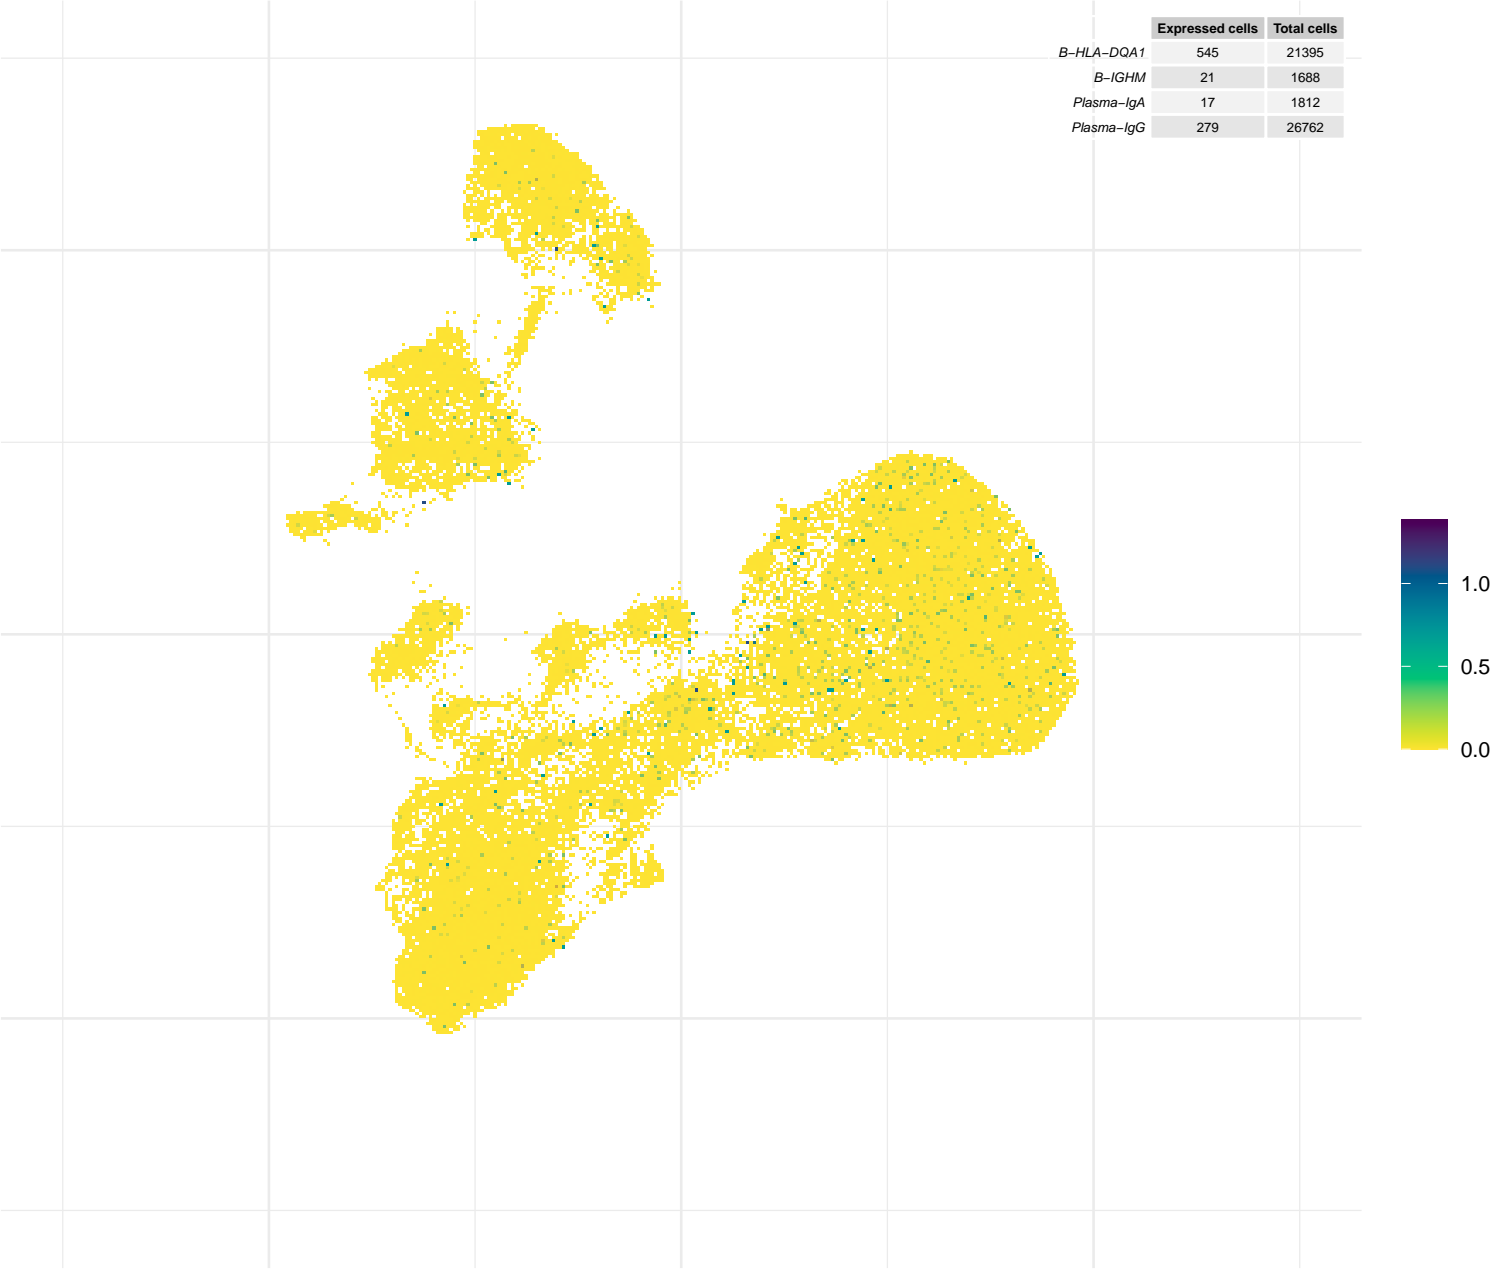 Expressed cells Total cells
B−HLA−DQA1 545 21395
B−IGHM 21 1688
Plasma−IgA 17 1812
Plasma−IgG 279 26762
1.0
0.5
0.0